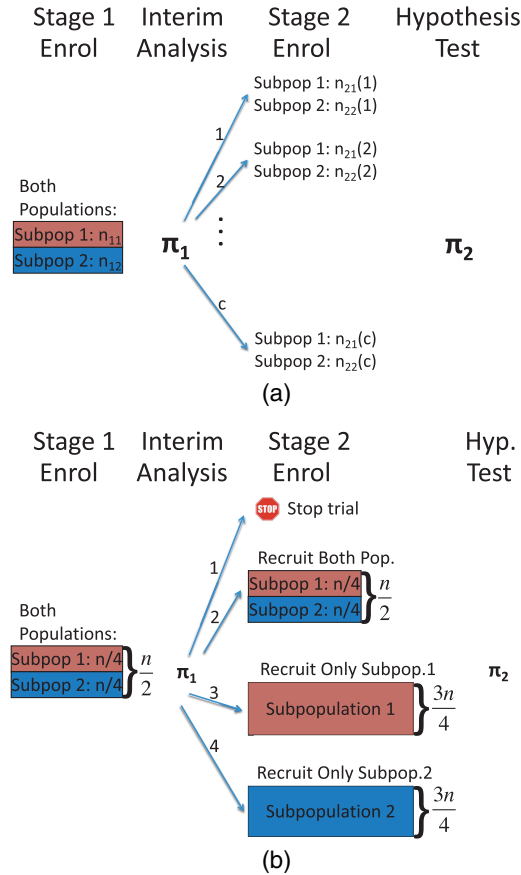 Stage 1 Enrol
Interim Analysis
Stage 2 Enrol
Hypothesis Test
Subpop 1: n21(1)
Subpop 2: n22(1)
1
Subpop 1: n21(2)
Subpop 2: n22(2)
2
Both
Populations:
Subpop 1: n11
Subpop 2: n12
π1
⋮
π2
c
Subpop 1: n21(c)
Subpop 2: n22(c)
(a)
Stage 1 Enrol
Interim Analysis
Stage 2 Enrol
Hyp. Test
STOP Stop trial
1
Recruit Both Pop.
Subpop 1: n/4
Subpop 2: n/4
n/2
2
Both
Populations:
Subpop 1: n/4
Subpop 2: n/4
n/2
π1
π2
Recruit Only Subpop.1
3
Subpopulation 1
3n/4
4
Recruit Only Subpop.2
Subpopulation 2
3n/4
(b)